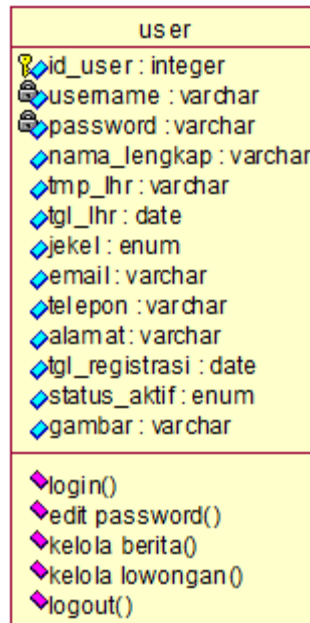 user
id_user : integer
username : varchar
password : varchar
nama_lengkap : varchar
tmp_lhr : varchar
tgl_lhr : date
jekel : enum
email : varchar
telepon : varchar
alamat : varchar
tgl_registrasi : date
status_aktif : enum
gambar : varchar
login()
edit password()
kelola berita()
kelola lowongan()
logout()